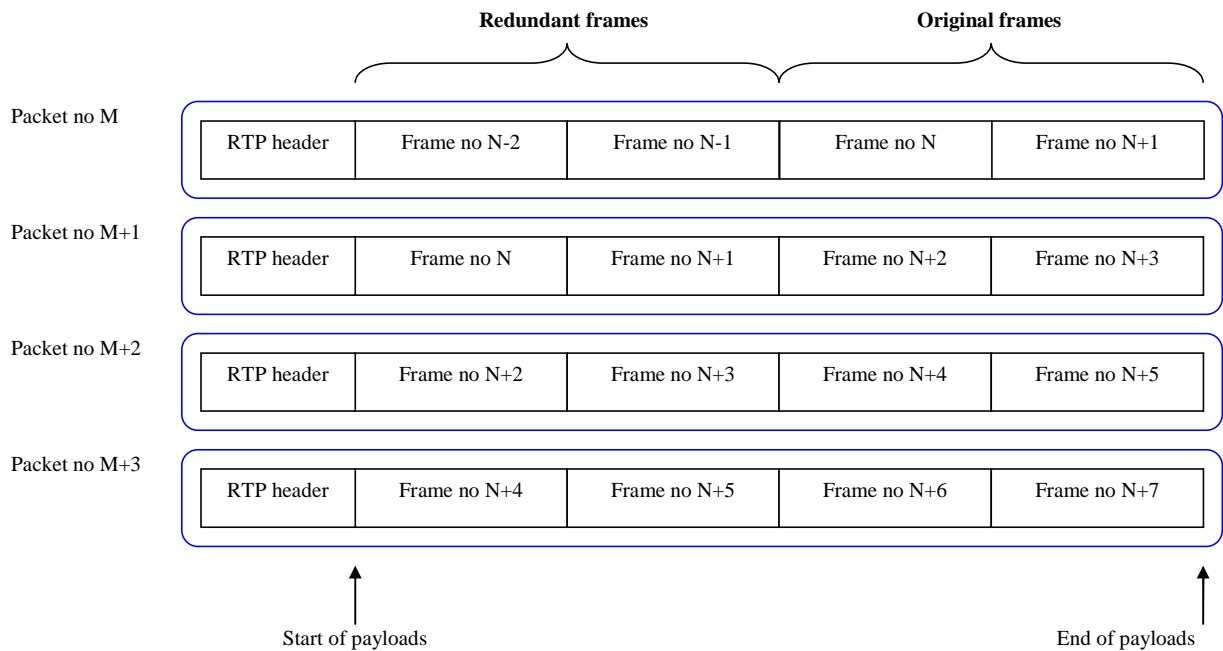 Redundant frames
Original frames
Packet no M
RTP header
Frame no N-2
Frame no N-1
Frame no N
Frame no N+1
Packet no M+1
RTP header
Frame no N
Frame no N+1
Frame no N+2
Frame no N+3
Packet no M+2
RTP header
Frame no N+2
Frame no N+3
Frame no N+4
Frame no N+5
Packet no M+3
RTP header
Frame no N+4
Frame no N+5
Frame no N+6
Frame no N+7
Start of payloads
End of payloads